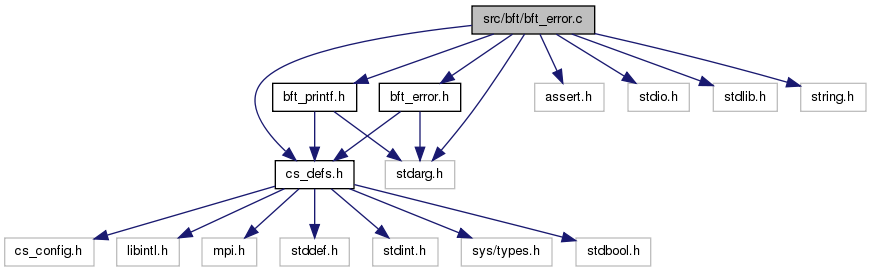 src/bft/bft_error.c
bft_printf.h
bft_error.h
assert.h
stdio.h
stdlib.h
string.h
cs_defs.h
stdarg.h
cs_config.h
libintl.h
mpi.h
stddef.h
stdint.h
sys/types.h
stdbool.h